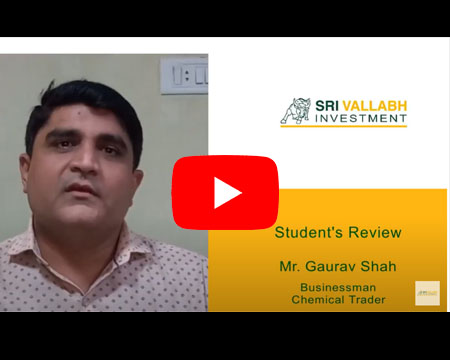 SRI VALLABH
INVESTMENT
Student's Review
Mr. Gaurav Shah
Businessman
Chemical Trader